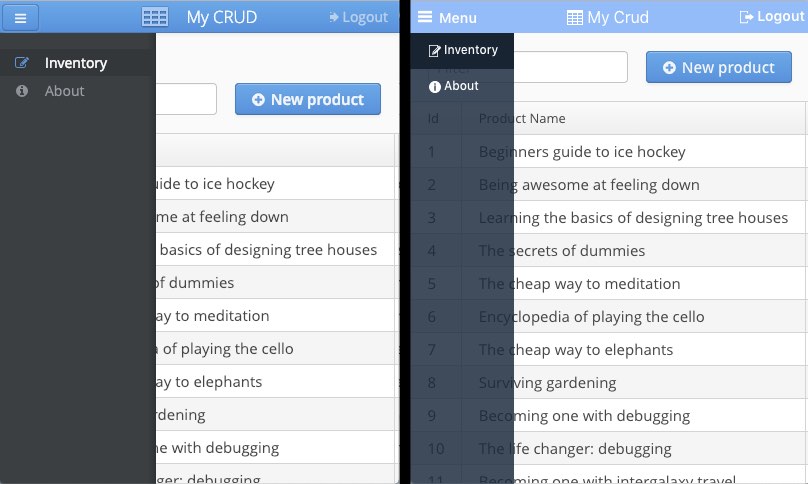 My CRUD
Logout
Inventory
About
New product
uide to ice hockey
me at feeling down
basics of designing tree houses
of dummies
ay to meditation
of playing the cello
ay to elephants
rdening
ne with debugging
ger: debugging
Menu
My Crud
Logout
Inventory
About
Filter
New product
Id Product Name
1 Beginners guide to ice hockey
2 Being awesome at feeling down
3 Learning the basics of designing tree houses
4 The secrets of dummies
5 The cheap way to meditation
6 Encyclopedia of playing the cello
7 The cheap way to elephants
8 Surviving gardening
9 Becoming one with debugging
10 The life changer: debugging
11 Becoming one with intergalaxy travel